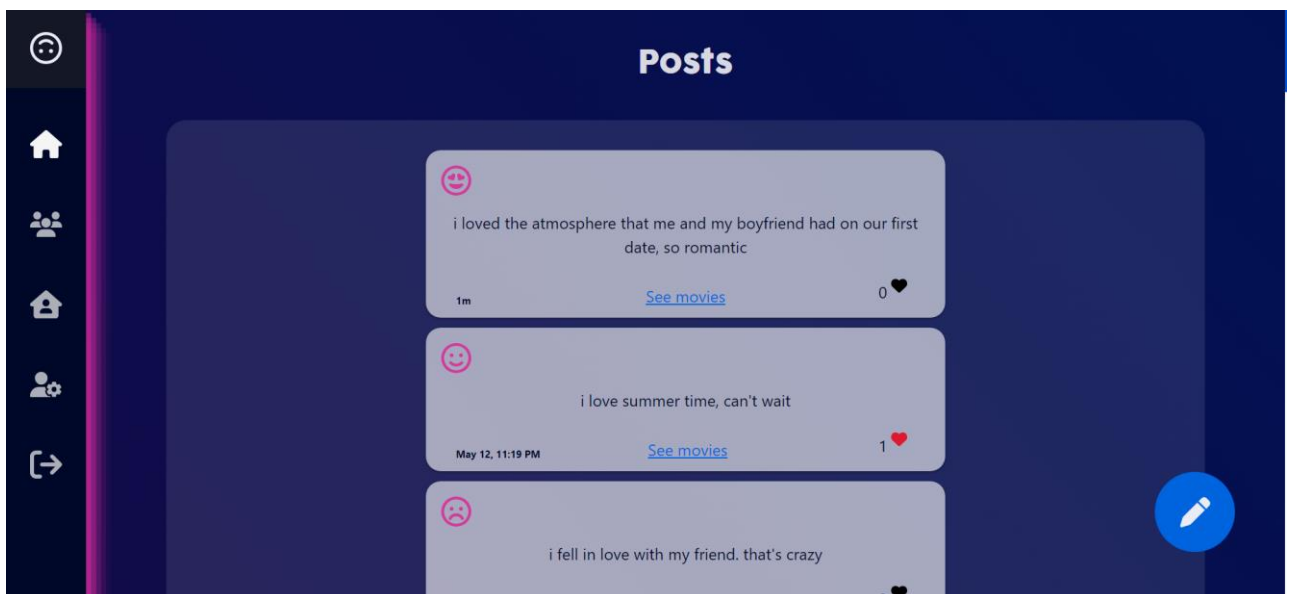 Posts
i loved the atmosphere that me and my boyfriend had on our first
date, so romantic
1m See movies 0
i love summer time, can't wait
May 12, 11:19 PM See movies 1
i fell in love with my friend. that's crazy